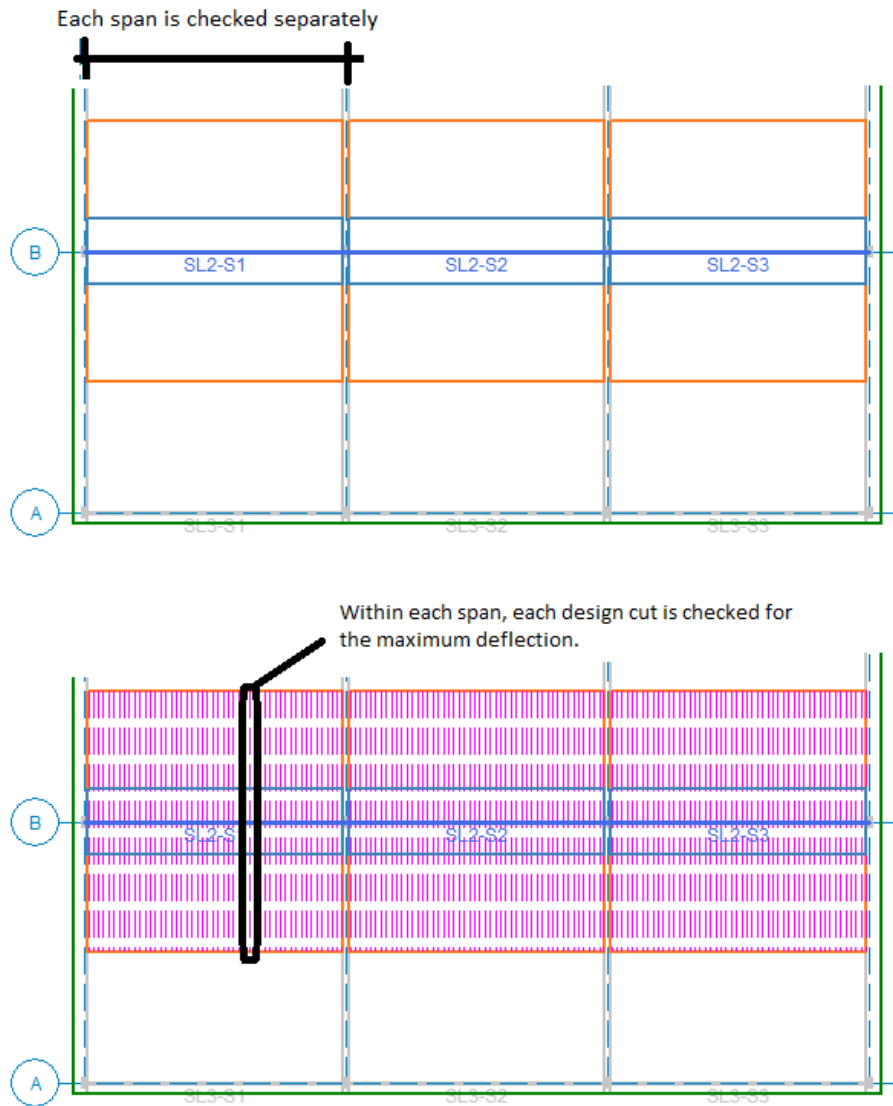 Each span is checked separately
B
SL2-S1
SL2-S2
SL2-S3
A
SL3-S1
SL3-S2
SL3-S3
Within each span, each design cut is checked for
the maximum deflection.
B
SL2-S
SL2-S2
SL2-S3
A
SL3-S1
SL3-S2
SL3-S3